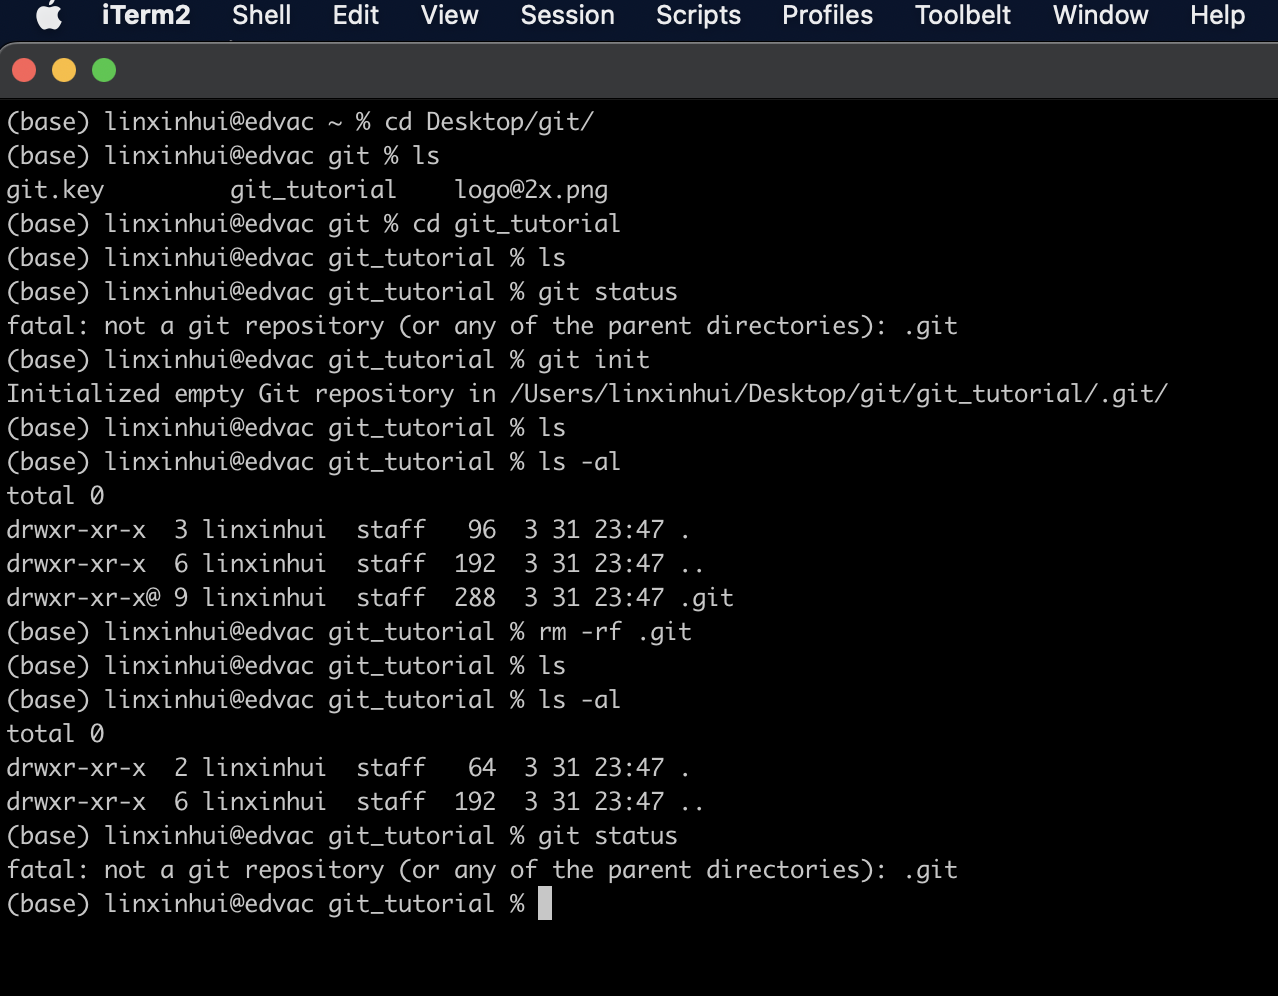 iTerm2 Shell Edit View Session Scripts Profiles Toolbelt Window Help
(base) linxinhui@edvac ~ % cd Desktop/git/
(base) linxinhui@edvac git % ls
git.key         git_tutorial    logo@2x.png
(base) linxinhui@edvac git % cd git_tutorial
(base) linxinhui@edvac git_tutorial % ls
(base) linxinhui@edvac git_tutorial % git status
fatal: not a git repository (or any of the parent directories): .git
(base) linxinhui@edvac git_tutorial % git init
Initialized empty Git repository in /Users/linxinhui/Desktop/git/git_tutorial/.git/
(base) linxinhui@edvac git_tutorial % ls
(base) linxinhui@edvac git_tutorial % ls -al
total 0
drwxr-xr-x  3 linxinhui  staff   96  3 31 23:47 .
drwxr-xr-x  6 linxinhui  staff  192  3 31 23:47 ..
drwxr-xr-x@ 9 linxinhui  staff  288  3 31 23:47 .git
(base) linxinhui@edvac git_tutorial % rm -rf .git
(base) linxinhui@edvac git_tutorial % ls
(base) linxinhui@edvac git_tutorial % ls -al
total 0
drwxr-xr-x  2 linxinhui  staff   64  3 31 23:47 .
drwxr-xr-x  6 linxinhui  staff  192  3 31 23:47 ..
(base) linxinhui@edvac git_tutorial % git status
fatal: not a git repository (or any of the parent directories): .git
(base) linxinhui@edvac git_tutorial %